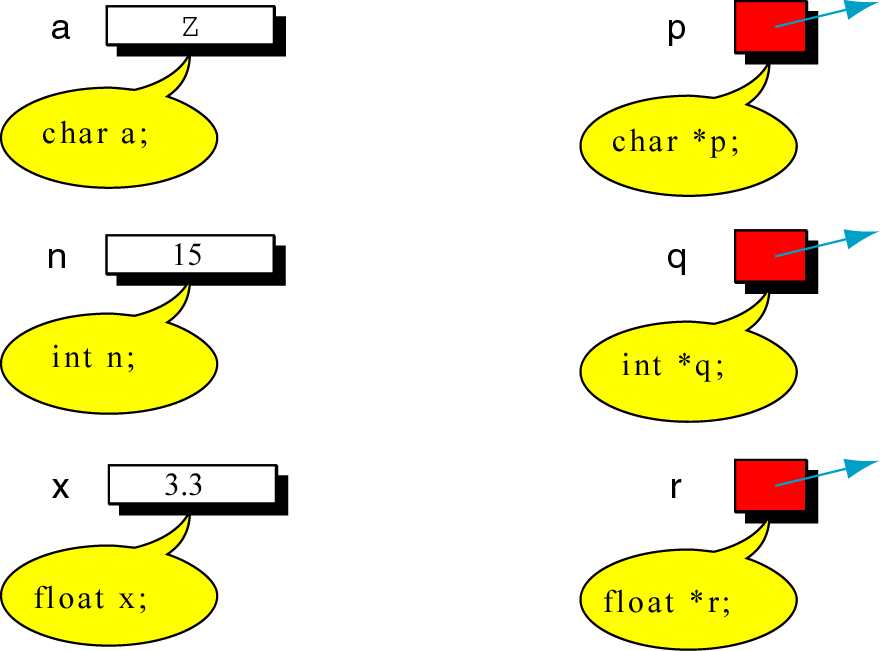 a Z
char a;
p
char *p;
n 15
int n;
q
int *q;
x 3.3
float x;
r
float *r;